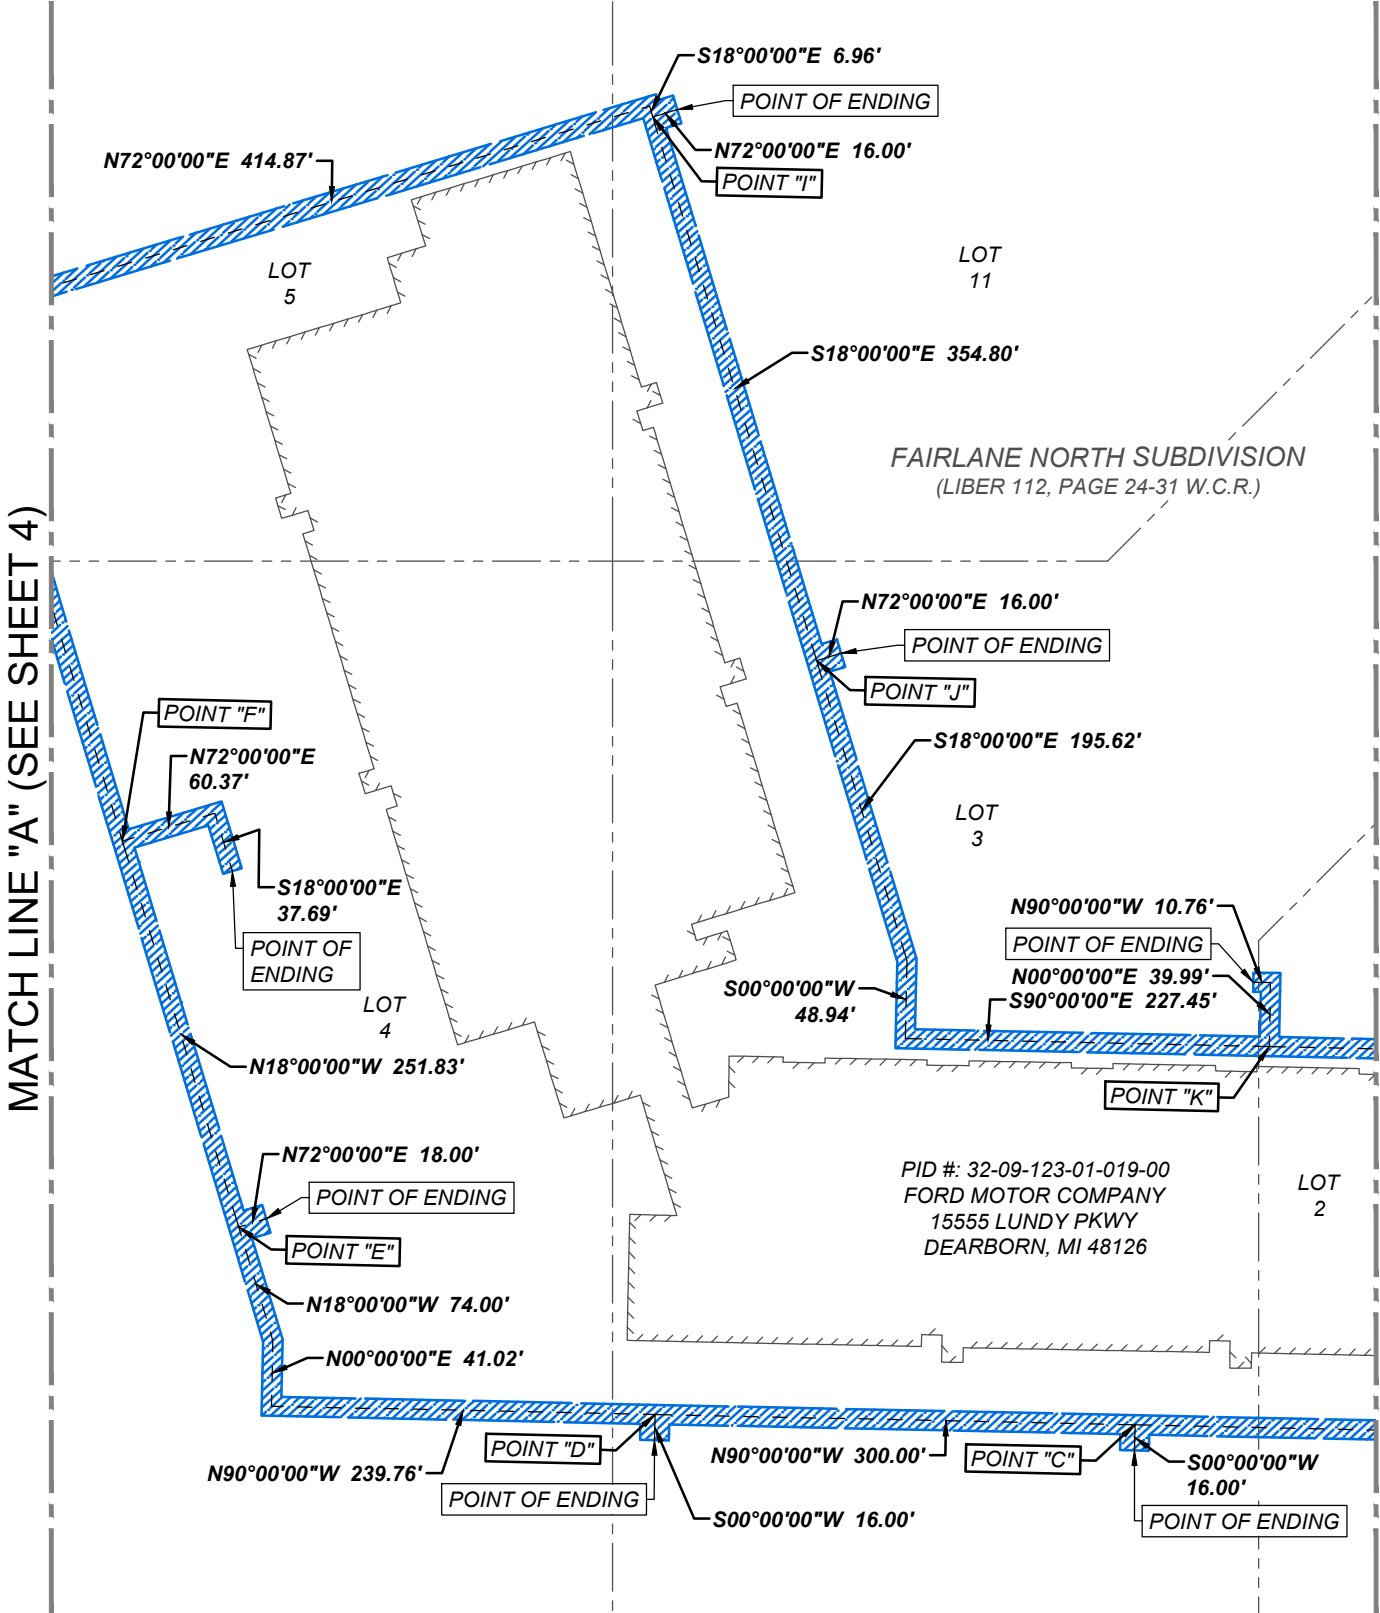 S18°00'00"E 6.96'
POINT OF ENDING
N72°00'00"E 414.87'
N72°00'00"E 16.00'
POINT "I"
LOT
5
LOT
11
S18°00'00"E 354.80'
FAIRLANE NORTH SUBDIVISION
(LIBER 112, PAGE 24-31 W.C.R.)
MATCH LINE "A" (SEE SHEET 4)
N72°00'00"E 16.00'
POINT OF ENDING
POINT "J"
POINT "F"
N72°00'00"E
60.37'
S18°00'00"E 195.62'
LOT
3
S18°00'00"E
37.69'
POINT OF
ENDING
N90°00'00"W 10.76'
POINT OF ENDING
N00°00'00"E 39.99'
S90°00'00"E 227.45'
S00°00'00"W
48.94'
LOT
4
N18°00'00"W 251.83'
POINT "K"
N72°00'00"E 18.00'
POINT OF ENDING
POINT "E"
PID #: 32-09-123-01-019-00
FORD MOTOR COMPANY
15555 LUNDY PKWY
DEARBORN, MI 48126
LOT
2
N18°00'00"W 74.00'
N00°00'00"E 41.02'
POINT "D"
N90°00'00"W 300.00'
POINT "C"
S00°00'00"W
16.00'
N90°00'00"W 239.76'
POINT OF ENDING
S00°00'00"W 16.00'
POINT OF ENDING